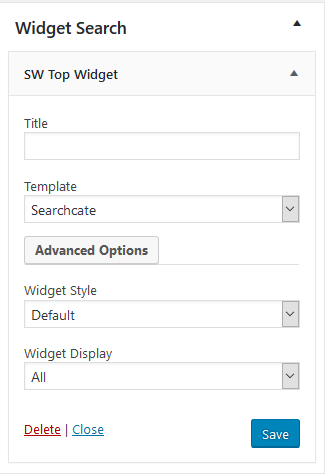 Widget Search
SW Top Widget
Title
Template
Searchcate
Advanced Options
Widget Style
Default
Widget Display
All
Delete | Close
Save